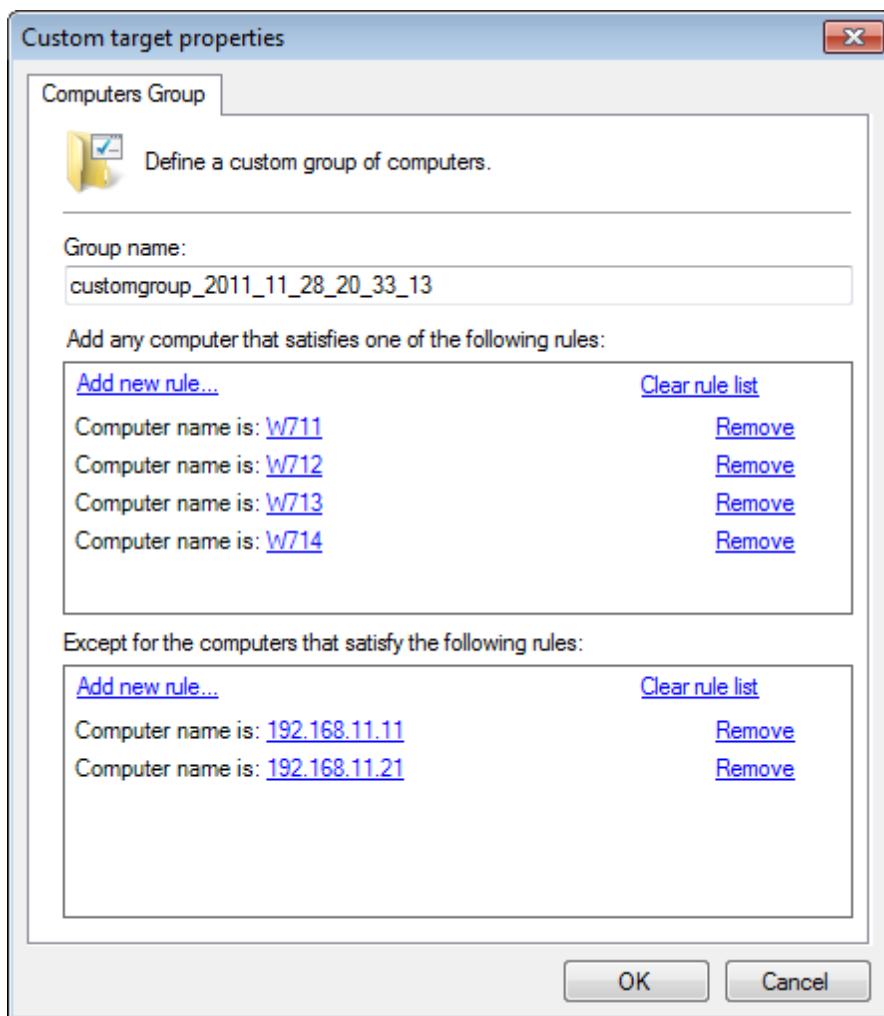 Custom target properties
Computers Group
Define a custom group of computers.
Group name:
customgroup_2011_11_28_20_33_13
Add any computer that satisfies one of the following rules:
Add new rule... Clear rule list
Computer name is: W711 Remove
Computer name is: W712 Remove
Computer name is: W713 Remove
Computer name is: W714 Remove
Except for the computers that satisfy the following rules:
Add new rule... Clear rule list
Computer name is: 192.168.11.11 Remove
Computer name is: 192.168.11.21 Remove
OK Cancel